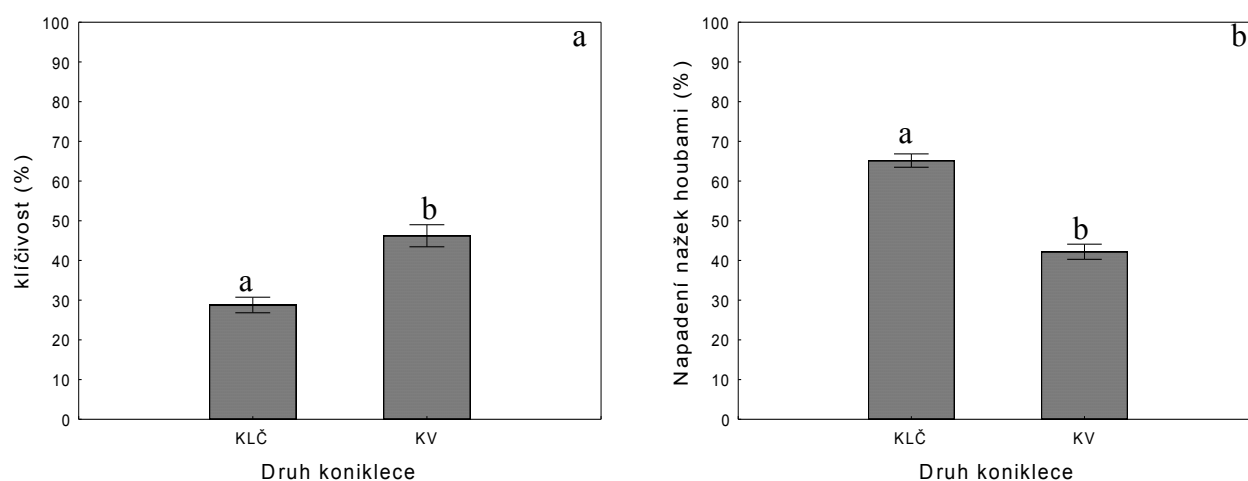 a
klíčivost (%)
100
90
80
70
60
50
40
30
20
10
0
a
b
KLČ
KV
Druh koniklece
b
Napadení nažek houbami (%)
100
90
80
70
60
50
40
30
20
10
0
a
b
KLČ
KV
Druh koniklece